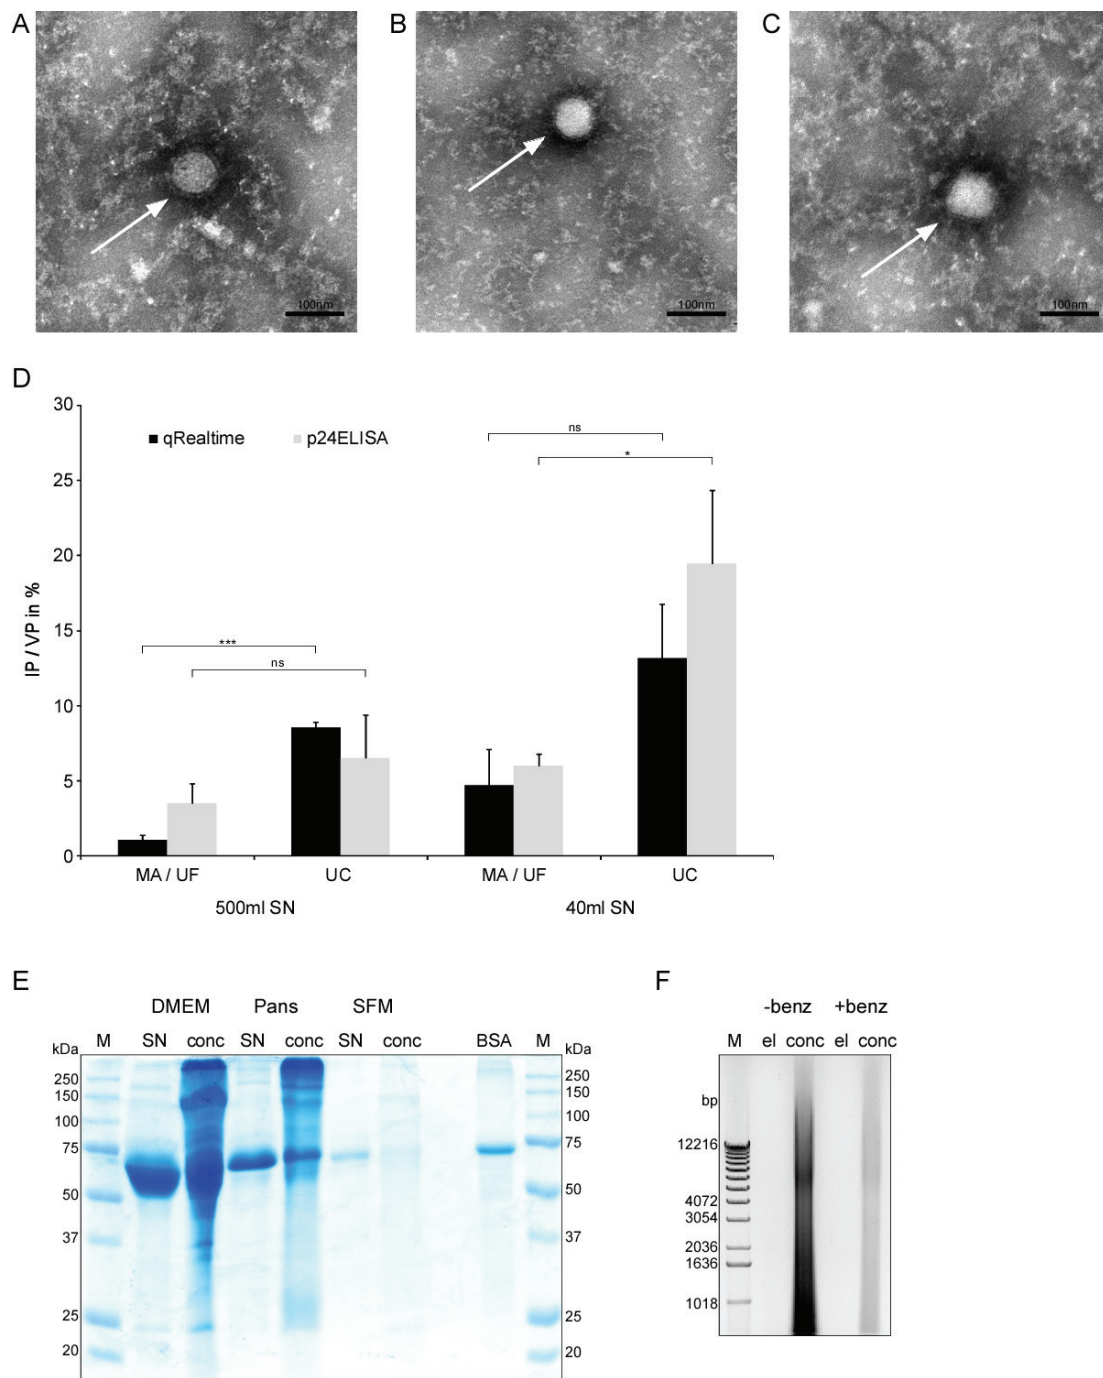 A
B
C
100nm
100nm
100nm
D
30
25
20
15
10
5
0
IP / VP in %
qRealtime
p24ELISA
ns
*
***
ns
MA / UF
UC
MA / UF
UC
500ml SN
40ml SN
E
DMEM Pans SFM
M SN conc SN conc SN conc BSA M
kDa
250
150
100
75
50
37
25
20
kDa
250
150
100
75
50
37
25
20
F
-benz +benz
M el conc el conc
bp
12216
4072
3054
2036
1636
1018